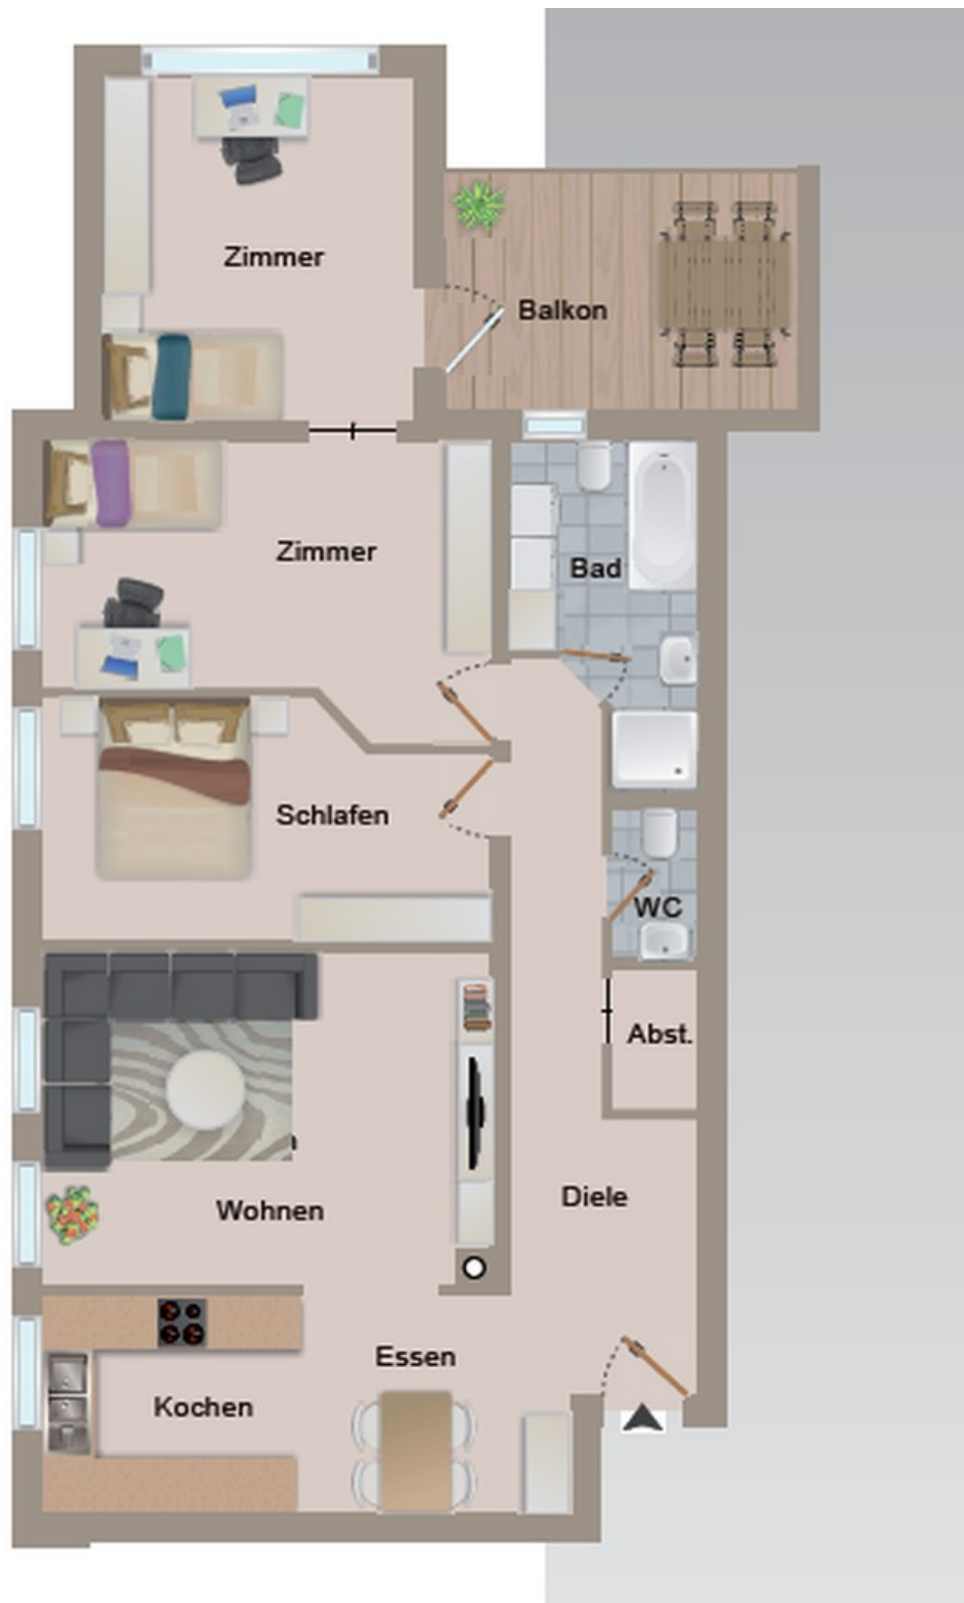 Zimmer
Balkon
Zimmer
Bad
Schlafen
WC
Abst.
Diele
Wohnen
Essen
Kochen